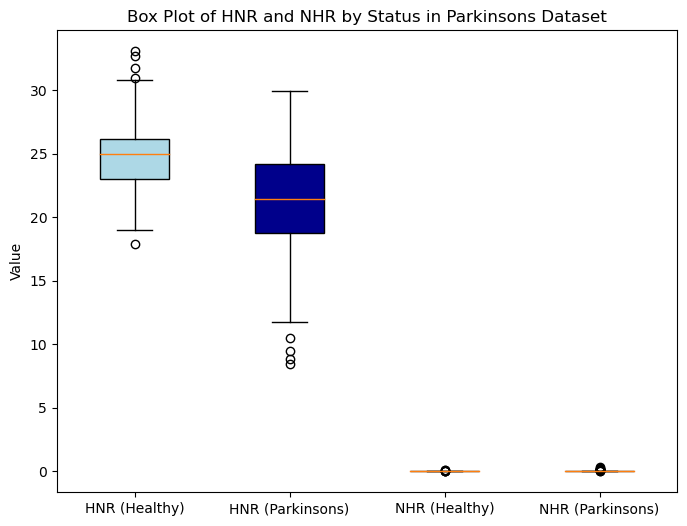 Box Plot of HNR and NHR by Status in Parkinsons Dataset
Value
30
25
20
15
10
5
0
HNR (Healthy) HNR (Parkinsons) NHR (Healthy) NHR (Parkinsons)